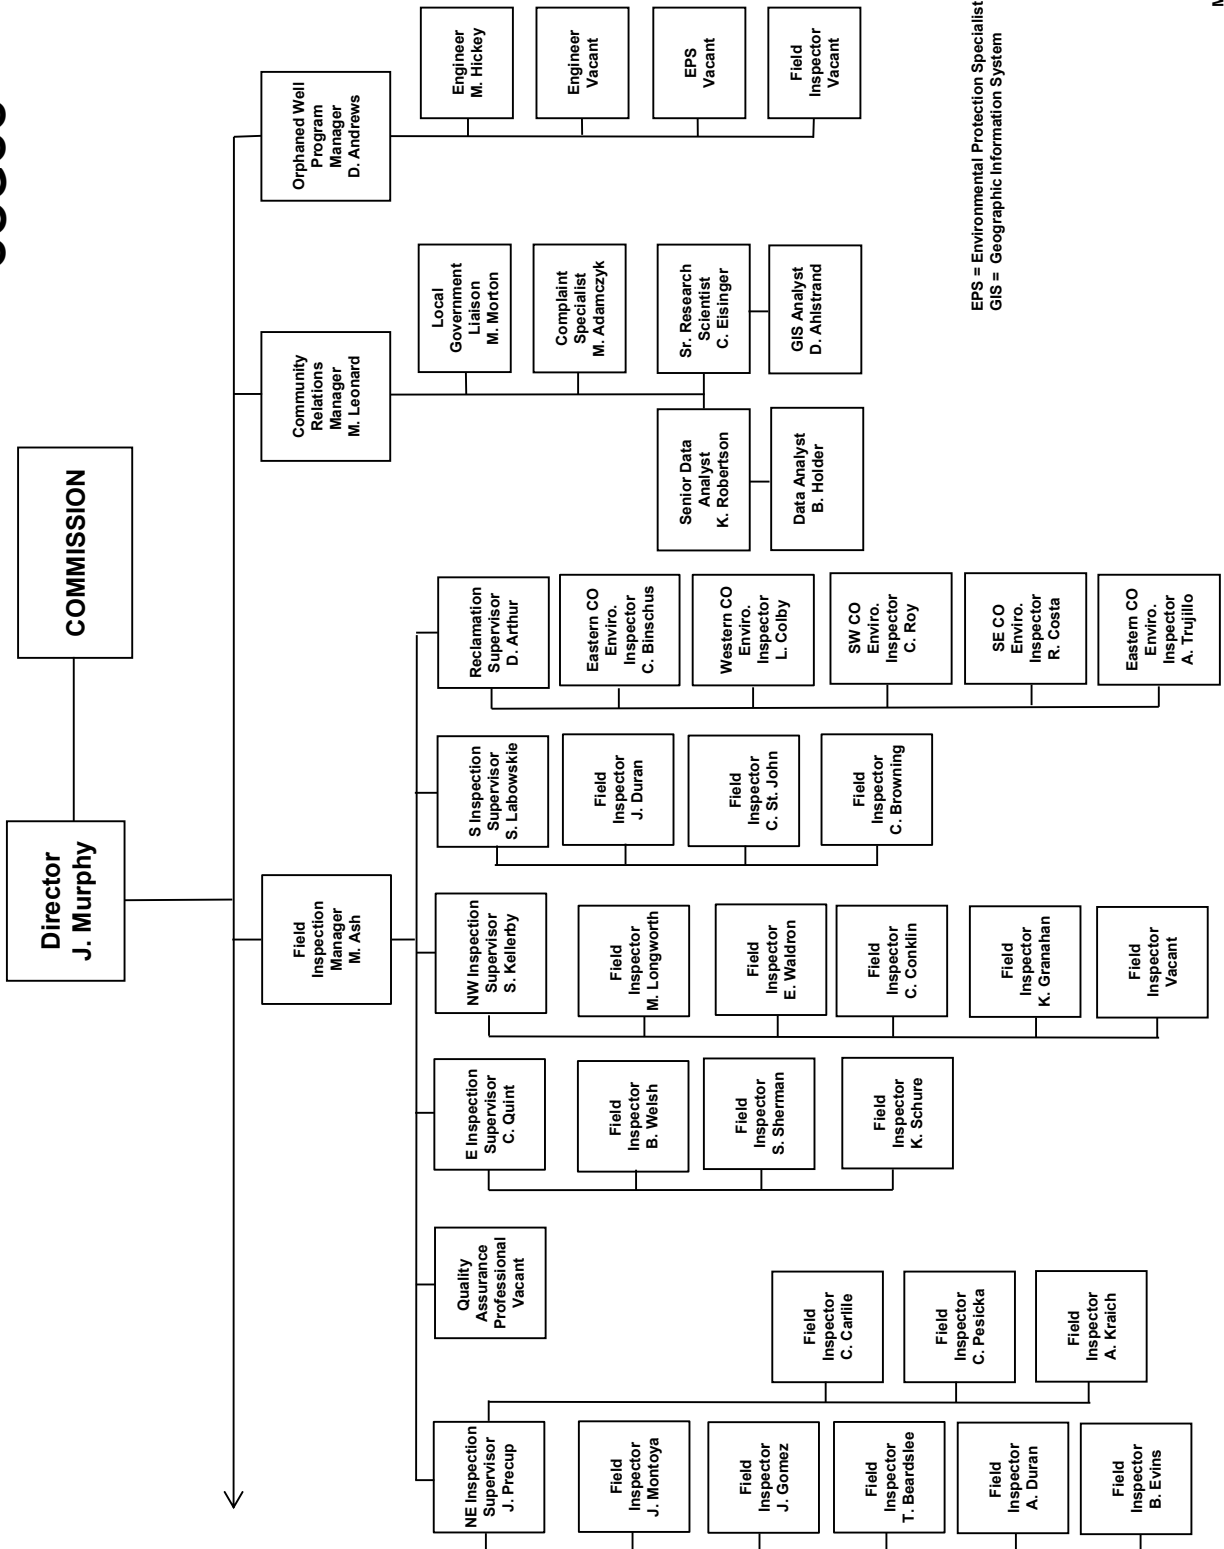 COMMISSION
Director
J. Murphy
Orphaned Well
Program
Manager
D. Andrews
Engineer
M. Hickey
Engineer
Vacant
EPS
Vacant
Field
Inspector
Vacant
Community
Relations
Manager
M. Leonard
Local
Government
Liaison
M. Morton
Complaint
Specialist
M. Adamczyk
Sr. Research
Scientist
C. Eisinger
GIS Analyst
D. Ahlstrand
Senior Data
Analyst
K. Robertson
Data Analyst
B. Holder
Field
Inspection
Manager
M. Ash
Reclamation
Supervisor
D. Arthur
Eastern CO
Enviro.
Inspector
C. Binschus
Western CO
Enviro.
Inspector
L. Colby
SW CO
Enviro.
Inspector
C. Roy
SE CO
Enviro.
Inspector
R. Costa
Eastern CO
Enviro.
Inspector
A. Trujillo
S Inspection
Supervisor
S. Labowskie
Field
Inspector
J. Duran
Field
Inspector
C. St. John
Field
Inspector
C. Browning
NW Inspection
Supervisor
S. Kellerby
Field
Inspector
M. Longworth
Field
Inspector
E. Waldron
Field
Inspector
C. Conklin
Field
Inspector
K. Granahan
Field
Inspector
Vacant
E Inspection
Supervisor
C. Quint
Field
Inspector
B. Welsh
Field
Inspector
S. Sherman
Field
Inspector
K. Schure
Quality
Assurance
Professional
Vacant
NE Inspection
Supervisor
J. Precup
Field
Inspector
C. Carlile
Field
Inspector
C. Pesicka
Field
Inspector
A. Kraich
Field
Inspector
J. Montoya
Field
Inspector
J. Gomez
Field
Inspector
T. Beardslee
Field
Inspector
A. Duran
Field
Inspector
B. Evins
EPS = Environmental Protection Specialist
GIS = Geographic Information System